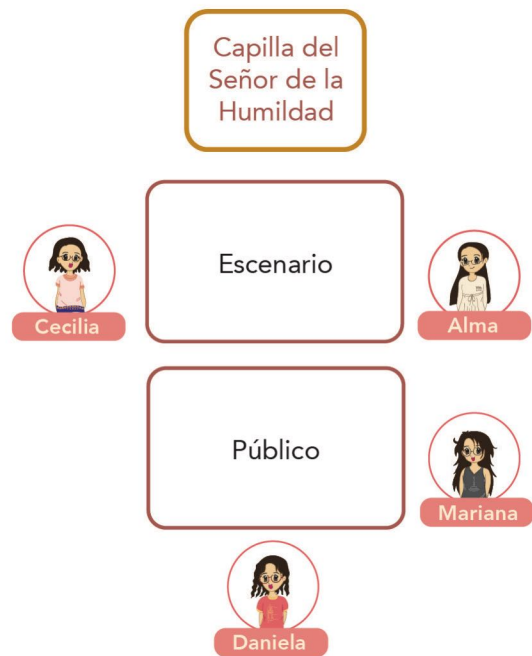 Capilla del
Señor de la
Humildad
Escenario
Cecilia
Alma
Público
Mariana
Daniela